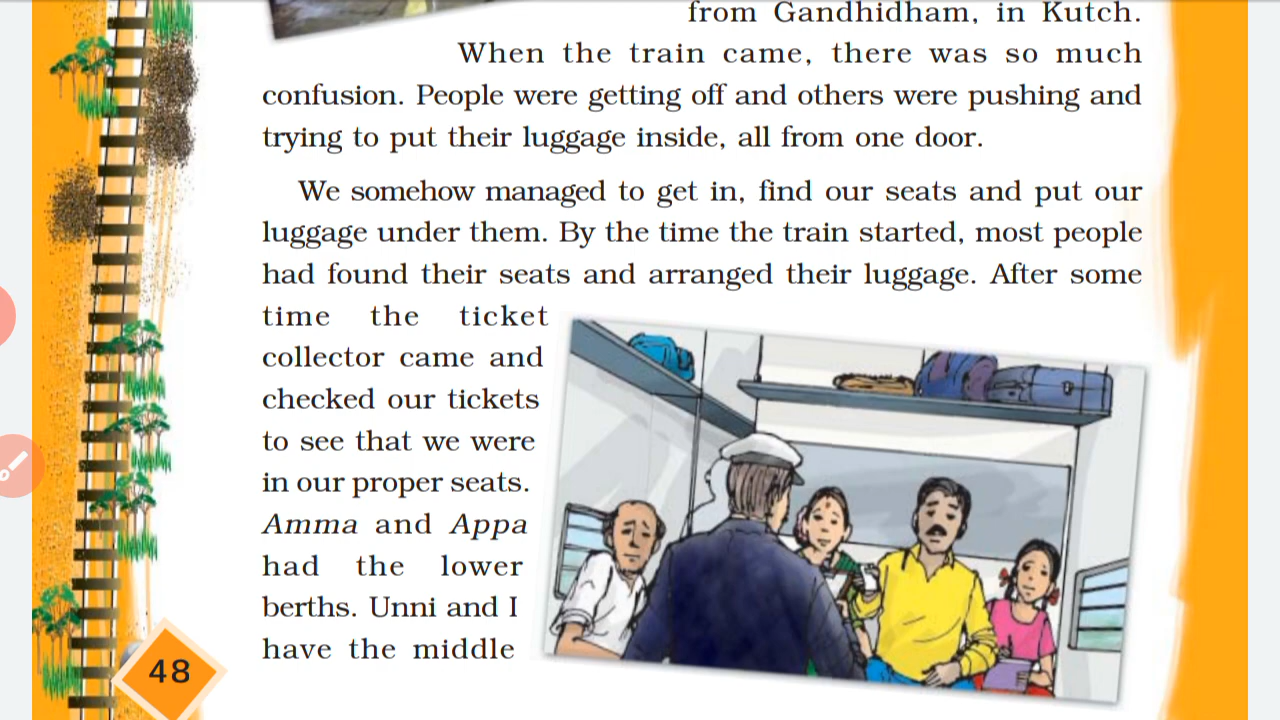 from Gandhidham, in Kutch.
When the train came, there was so much
confusion. People were getting off and others were pushing and
trying to put their luggage inside, all from one door.
We somehow managed to get in, find our seats and put our
luggage under them. By the time the train started, most people
had found their seats and arranged their luggage. After some
time the ticket
collector came and
checked our tickets
to see that we were
in our proper seats.
Amma and Appa
had the lower
berths. Unni and I
have the middle
48